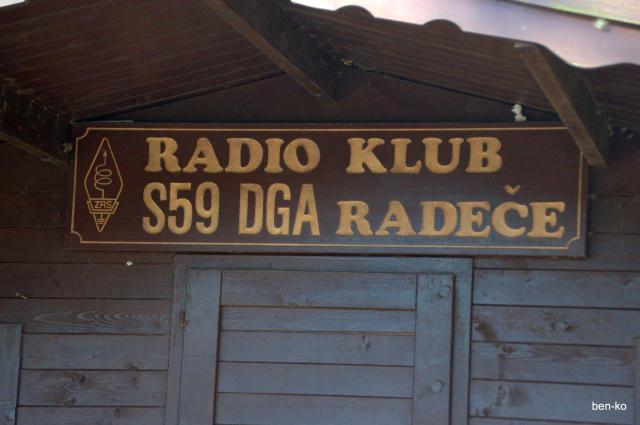 RADIO KLUB
S59 DGA RADEČE
ZRS
ben-ko